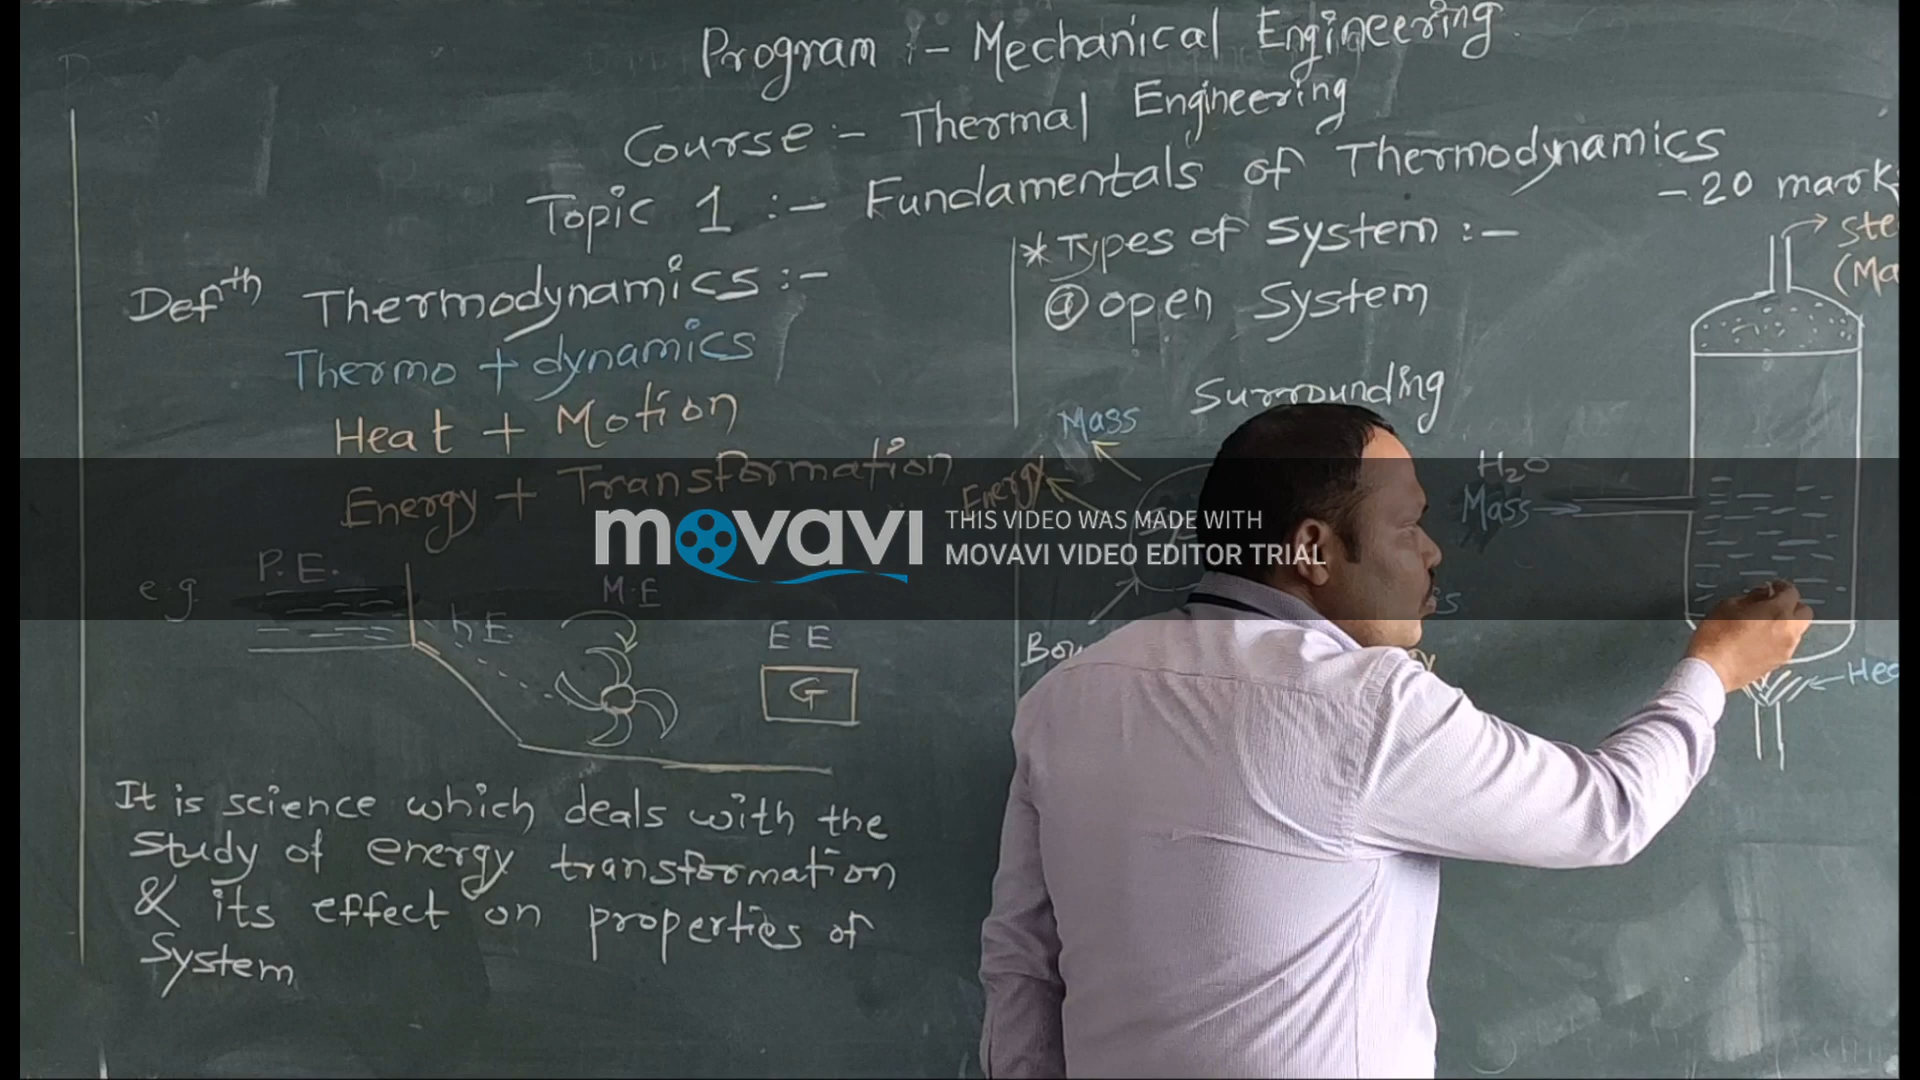 Program :- Mechanical Engineering
Course :- Thermal Engineering
Topic 1 :- Fundamentals of Thermodynamics
- 20 mark
Defth Thermodynamics :-
Thermo + dynamics
Heat + Motion
Energy + Transformation
e.g. P.E.
k.E.
M.E
E E
G
It is science which deals with the
study of energy transformation
& its effect on properties of
System
* Types of System :-
@ open System
Surrounding
Mass
Energy
H2O
Mass
movavi
THIS VIDEO WAS MADE WITH
MOVAVI VIDEO EDITOR TRIAL